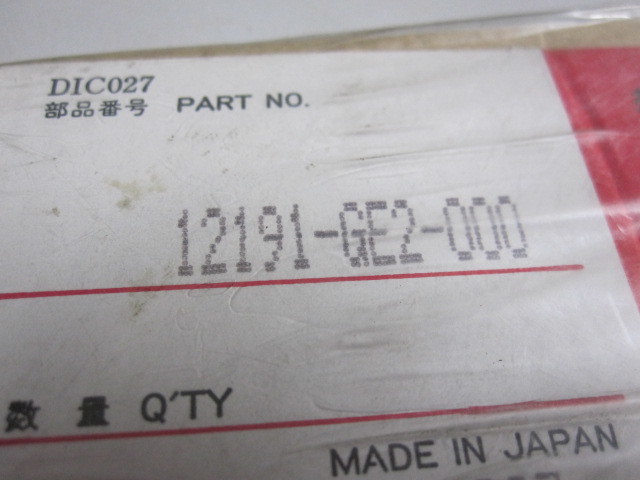 DIC027
部品番号 PART NO.
12191-GE2-000
数量 Q'TY
MADE IN JAPAN